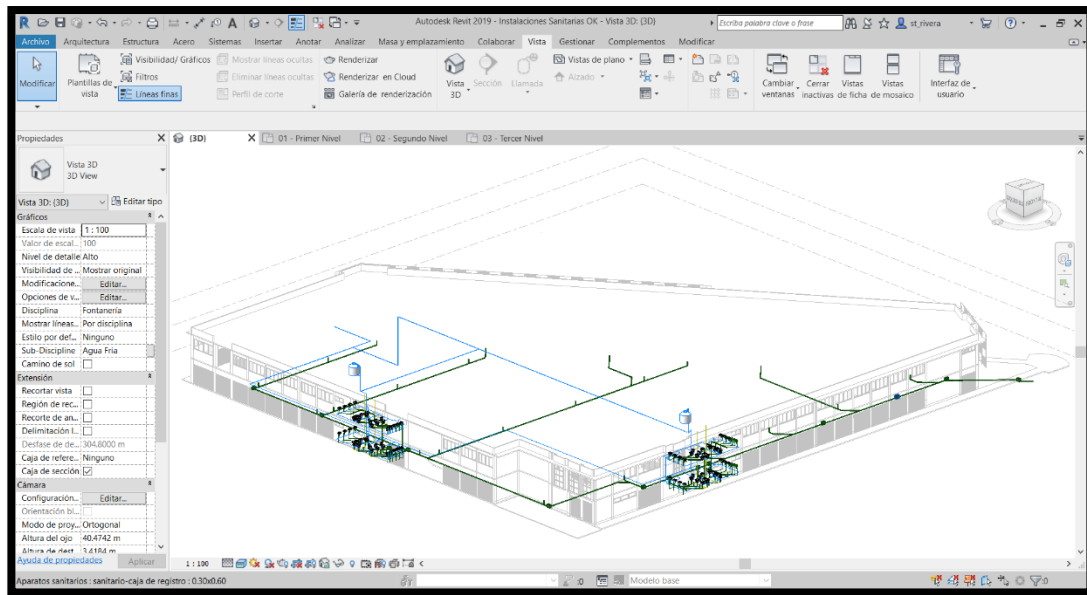 Autodesk Revit 2019 - Instalaciones Sanitarias OK - Vista 3D: {3D}
Escriba palabra clave o frase
st_rivera
Archivo Arquitectura Estructura Acero Sistemas Insertar Anotar Analizar Masa y emplazamiento Colaborar Vista Gestionar Complementos Modificar
Modificar
Plantillas de vista
Visibilidad/ Gráficos
Filtros
Líneas finas
Mostrar líneas ocultas
Eliminar líneas ocultas
Perfil de corte
Renderizar
Renderizar en Cloud
Galería de renderización
Vista 3D
Sección
Llamada
Vistas de plano
Alzado
Cambiar ventanas
Cerrar inactivas
Vistas de ficha
Vistas de mosaico
Interfaz de usuario
Propiedades
{3D} 01 - Primer Nivel 02 - Segundo Nivel 03 - Tercer Nivel
Vista 3D
3D View
Vista 3D: {3D} Editar tipo
Gráficos
Escala de vista 1 : 100
Valor de escal... 100
Nivel de detalle Alto
Visibilidad de ... Mostrar original
Modificacione... Editar...
Opciones de v... Editar...
Disciplina Fontanería
Mostrar líneas... Por disciplina
Estilo por def... Ninguno
Sub-Discipline Agua Fria
Camino de sol
Extensión
Recortar vista
Región de rec...
Recorte de an...
Delimitación l...
Desfase de de... 304.8000 m
Caja de refere... Ninguno
Caja de sección
Cámara
Configuración... Editar...
Orientación bl...
Modo de proy... Ortogonal
Altura del ojo 40.4742 m
Altura de dest... 3.4184 m
Ayuda de propiedades Aplicar
1 : 100
Aparatos sanitarios : sanitario-caja de registro : 0.30x0.60
:0
Modelo base
:0